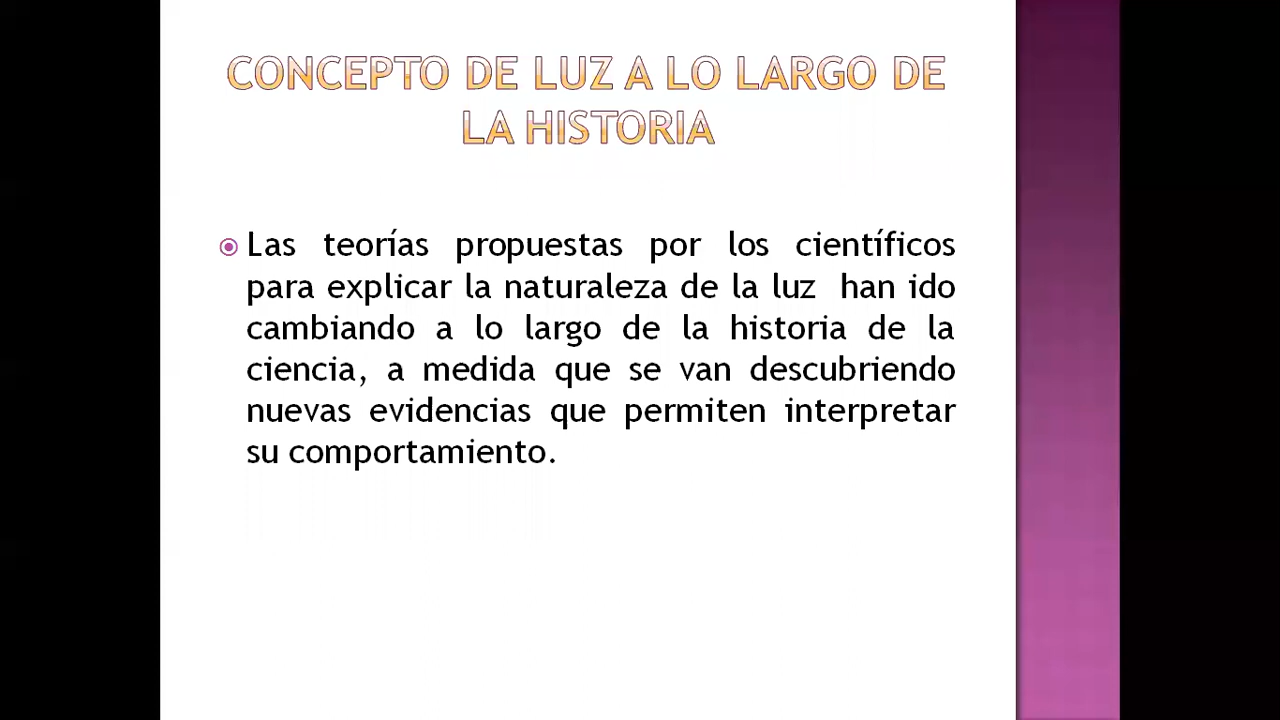 CONCEPTO DE LUZ A LO LARGO DE
LA HISTORIA
Las teorías propuestas por los científicos
para explicar la naturaleza de la luz han ido
cambiando a lo largo de la historia de la
ciencia, a medida que se van descubriendo
nuevas evidencias que permiten interpretar
su comportamiento.